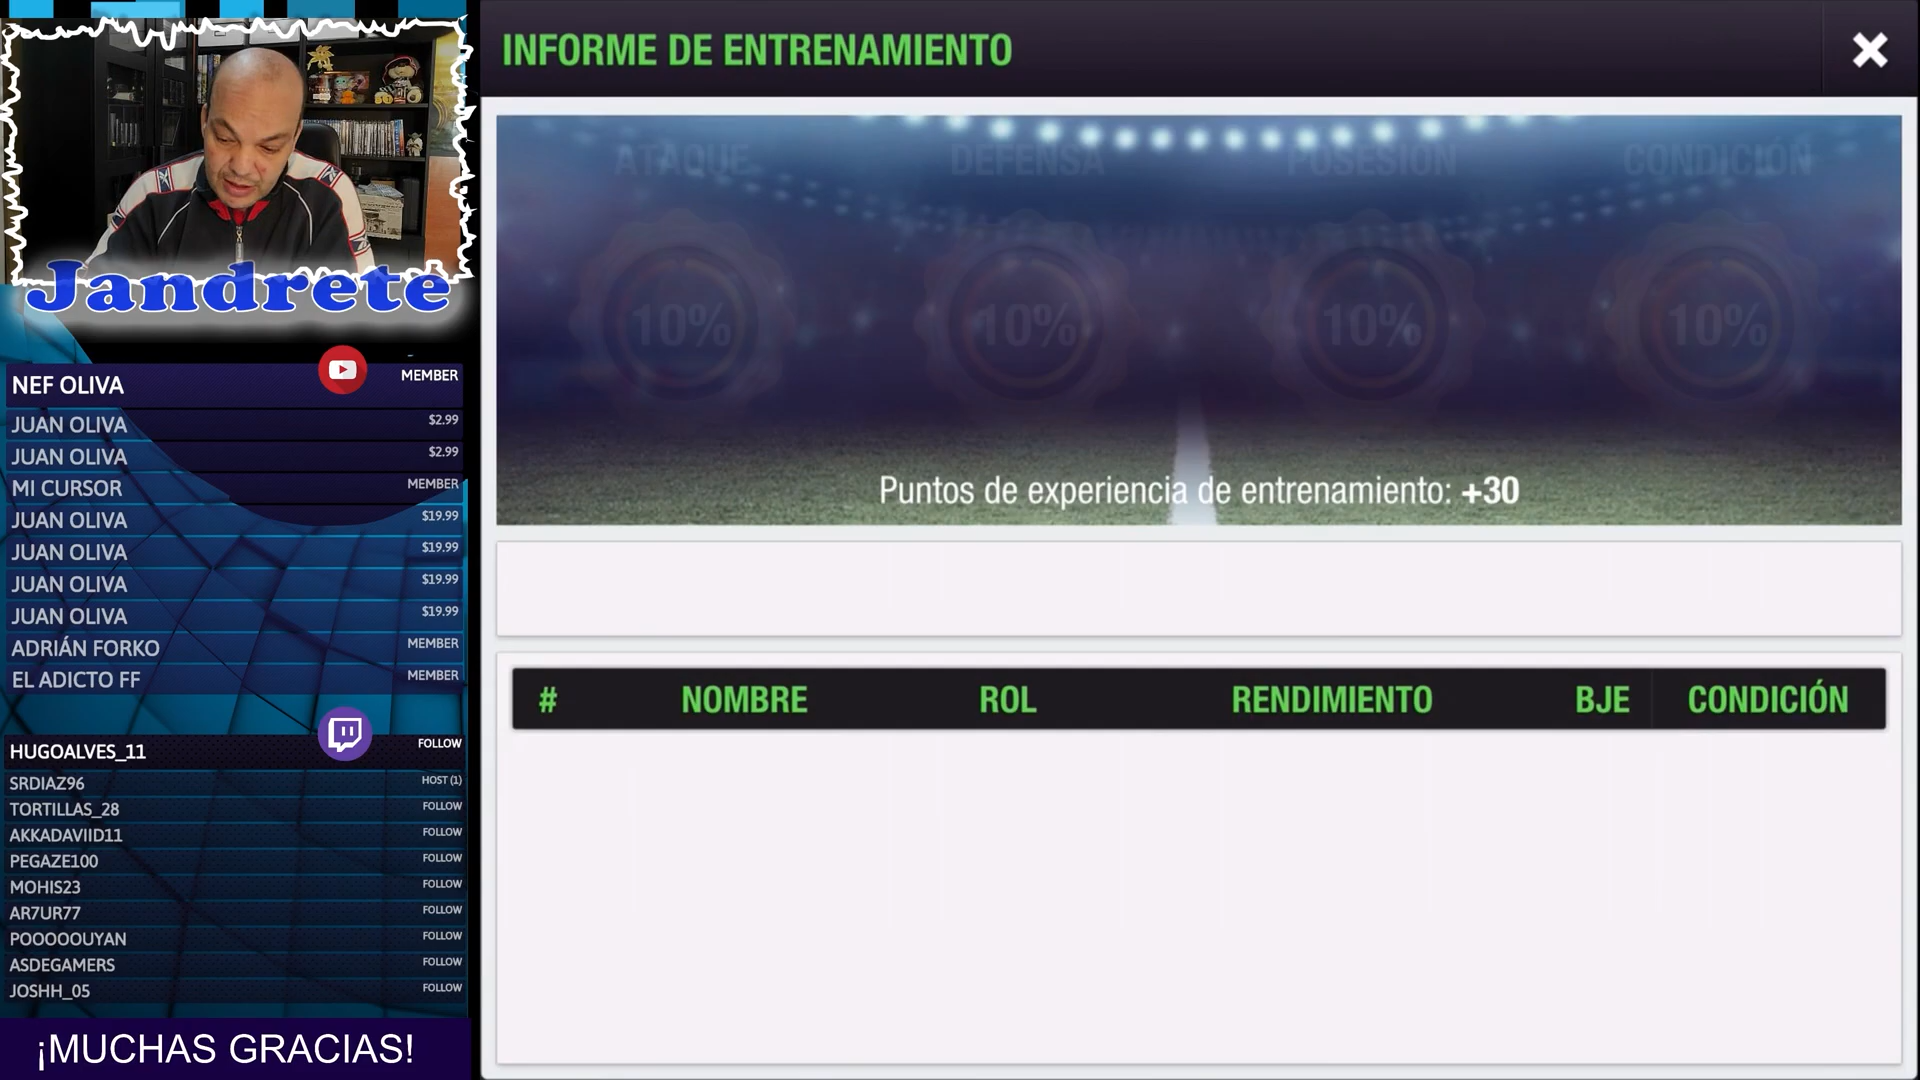 Jandrete
NEF OLIVA MEMBER
JUAN OLIVA $2.99
JUAN OLIVA $2.99
MI CURSOR MEMBER
JUAN OLIVA $19.99
JUAN OLIVA $19.99
JUAN OLIVA $19.99
JUAN OLIVA $19.99
ADRIÁN FORKO MEMBER
EL ADICTO FF MEMBER
HUGOALVES_11 FOLLOW
SRDIAZ96 HOST (1)
TORTILLAS_28 FOLLOW
AKKADAVIID11 FOLLOW
PEGAZE100 FOLLOW
MOHIS23 FOLLOW
AR7UR77 FOLLOW
POOOOOUYAN FOLLOW
ASDEGAMERS FOLLOW
JOSHH_05 FOLLOW
¡MUCHAS GRACIAS!
INFORME DE ENTRENAMIENTO
ATAQUE DEFENSA POSESIÓN CONDICIÓN
10% 10% 10% 10%
Puntos de experiencia de entrenamiento: +30
# NOMBRE ROL RENDIMIENTO BJE CONDICIÓN